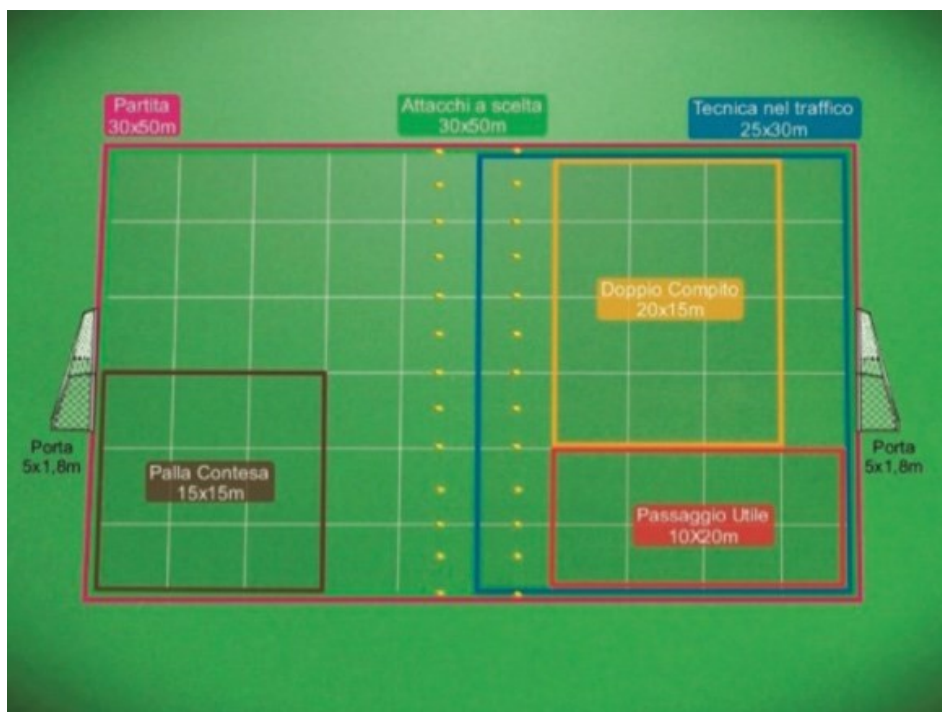 Partita
30x50m
Attacchi a scelta
30x50m
Tecnica nel traffico
25x30m
Doppio Compito
20x15m
Porta
5x1,8m
Porta
5x1,8m
Palla Contesa
15x15m
Passaggio Utile
10X20m